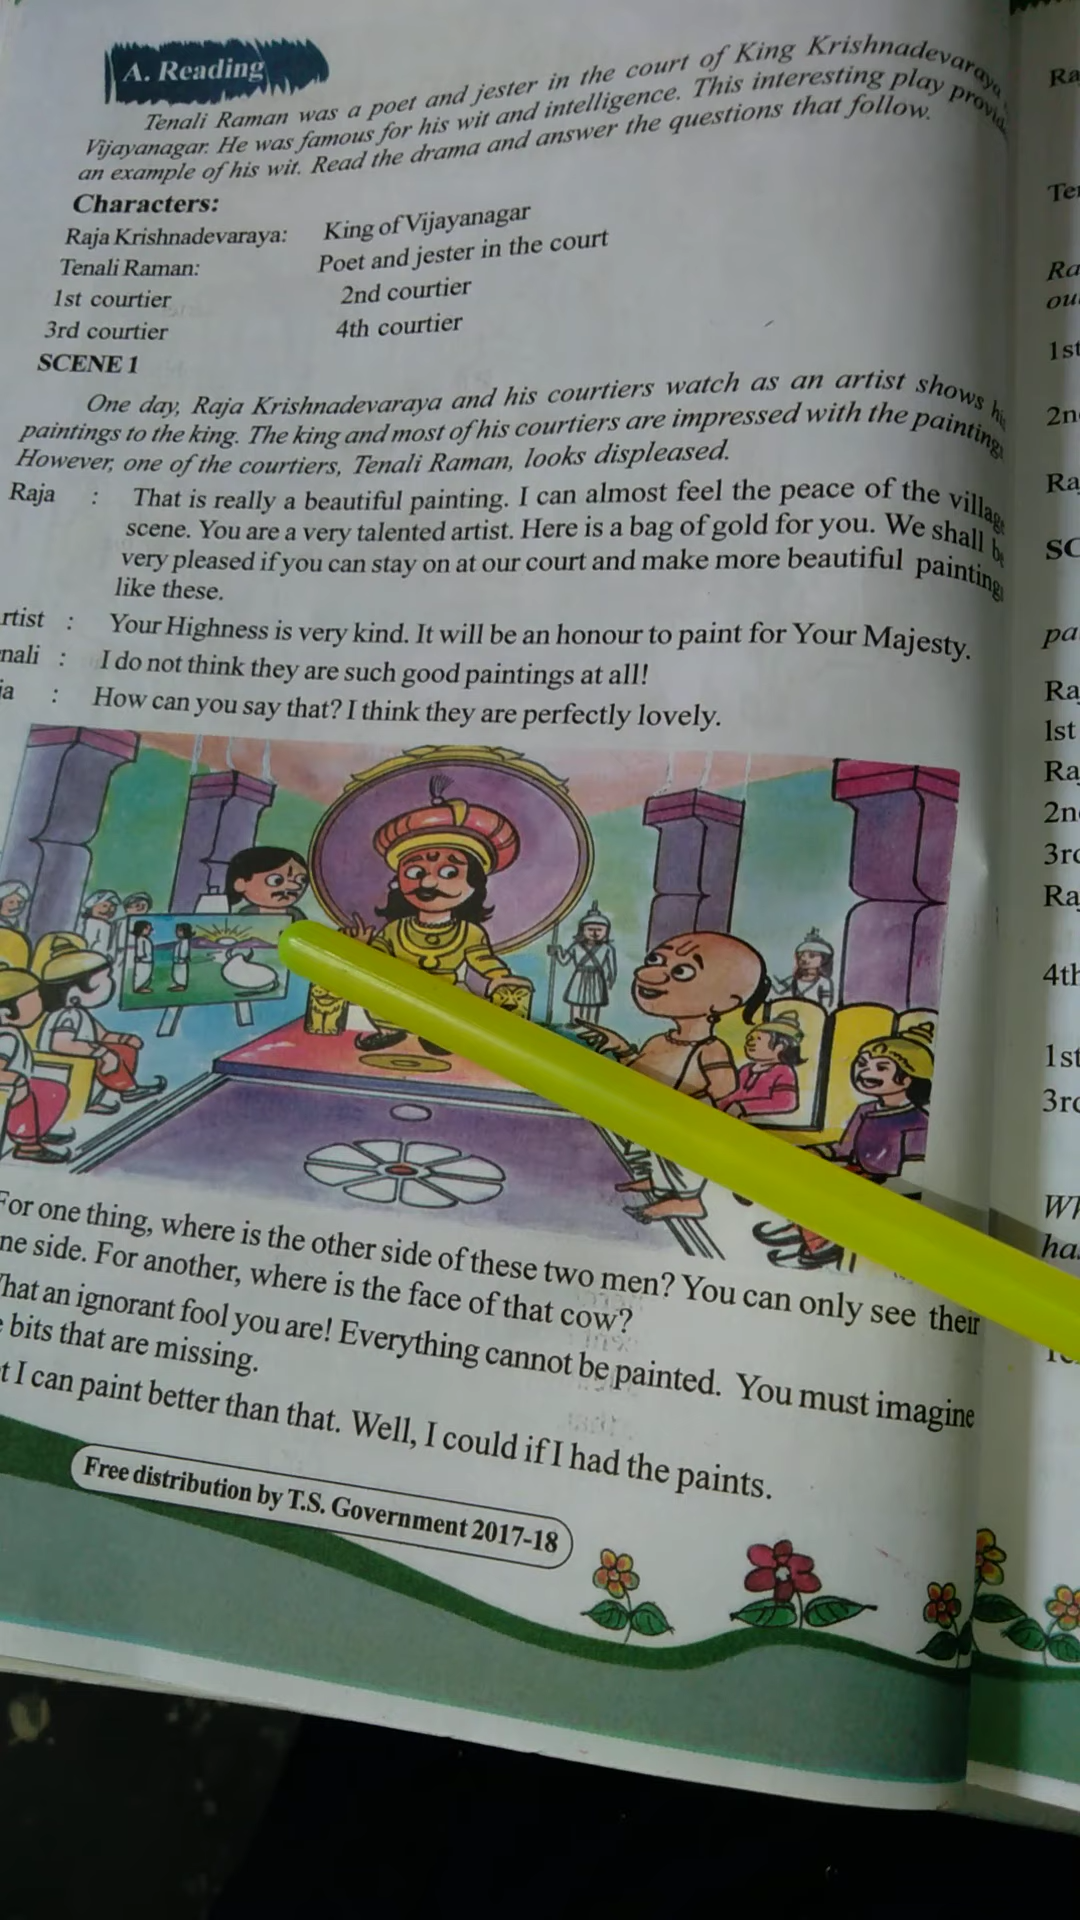 A. Reading
Tenali Raman was a poet and jester in the court of King Krishnadevaraya
Vijayanagar. He was famous for his wit and intelligence. This interesting play
an example of his wit. Read the drama and answer the questions that follow.
Characters:
Raja Krishnadevaraya: King of Vijayanagar
Tenali Raman: Poet and jester in the court
1st courtier 2nd courtier
3rd courtier 4th courtier
SCENE 1
One day, Raja Krishnadevaraya and his courtiers watch as an artist shows
paintings to the king. The king and most of his courtiers are impressed with the
However, one of the courtiers, Tenali Raman, looks displeased.
Raja : That is really a beautiful painting. I can almost feel the peace of the
scene. You are a very talented artist. Here is a bag of gold for you. We shall
very pleased if you can stay on at our court and make more beautiful
like these.
: Your Highness is very kind. It will be an honour to paint for Your Majesty.
: I do not think they are such good paintings at all!
: How can you say that? I think they are perfectly lovely.
For one thing, where is the other side of these two men? You can only see their
side. For another, where is the face of that cow?
an ignorant fool you are! Everything cannot be painted. You must imagine
bits that are missing.
I can paint better than that. Well, I could if I had the paints.
Free distribution by T.S. Government 2017-18
1st
3rd
4th
1st